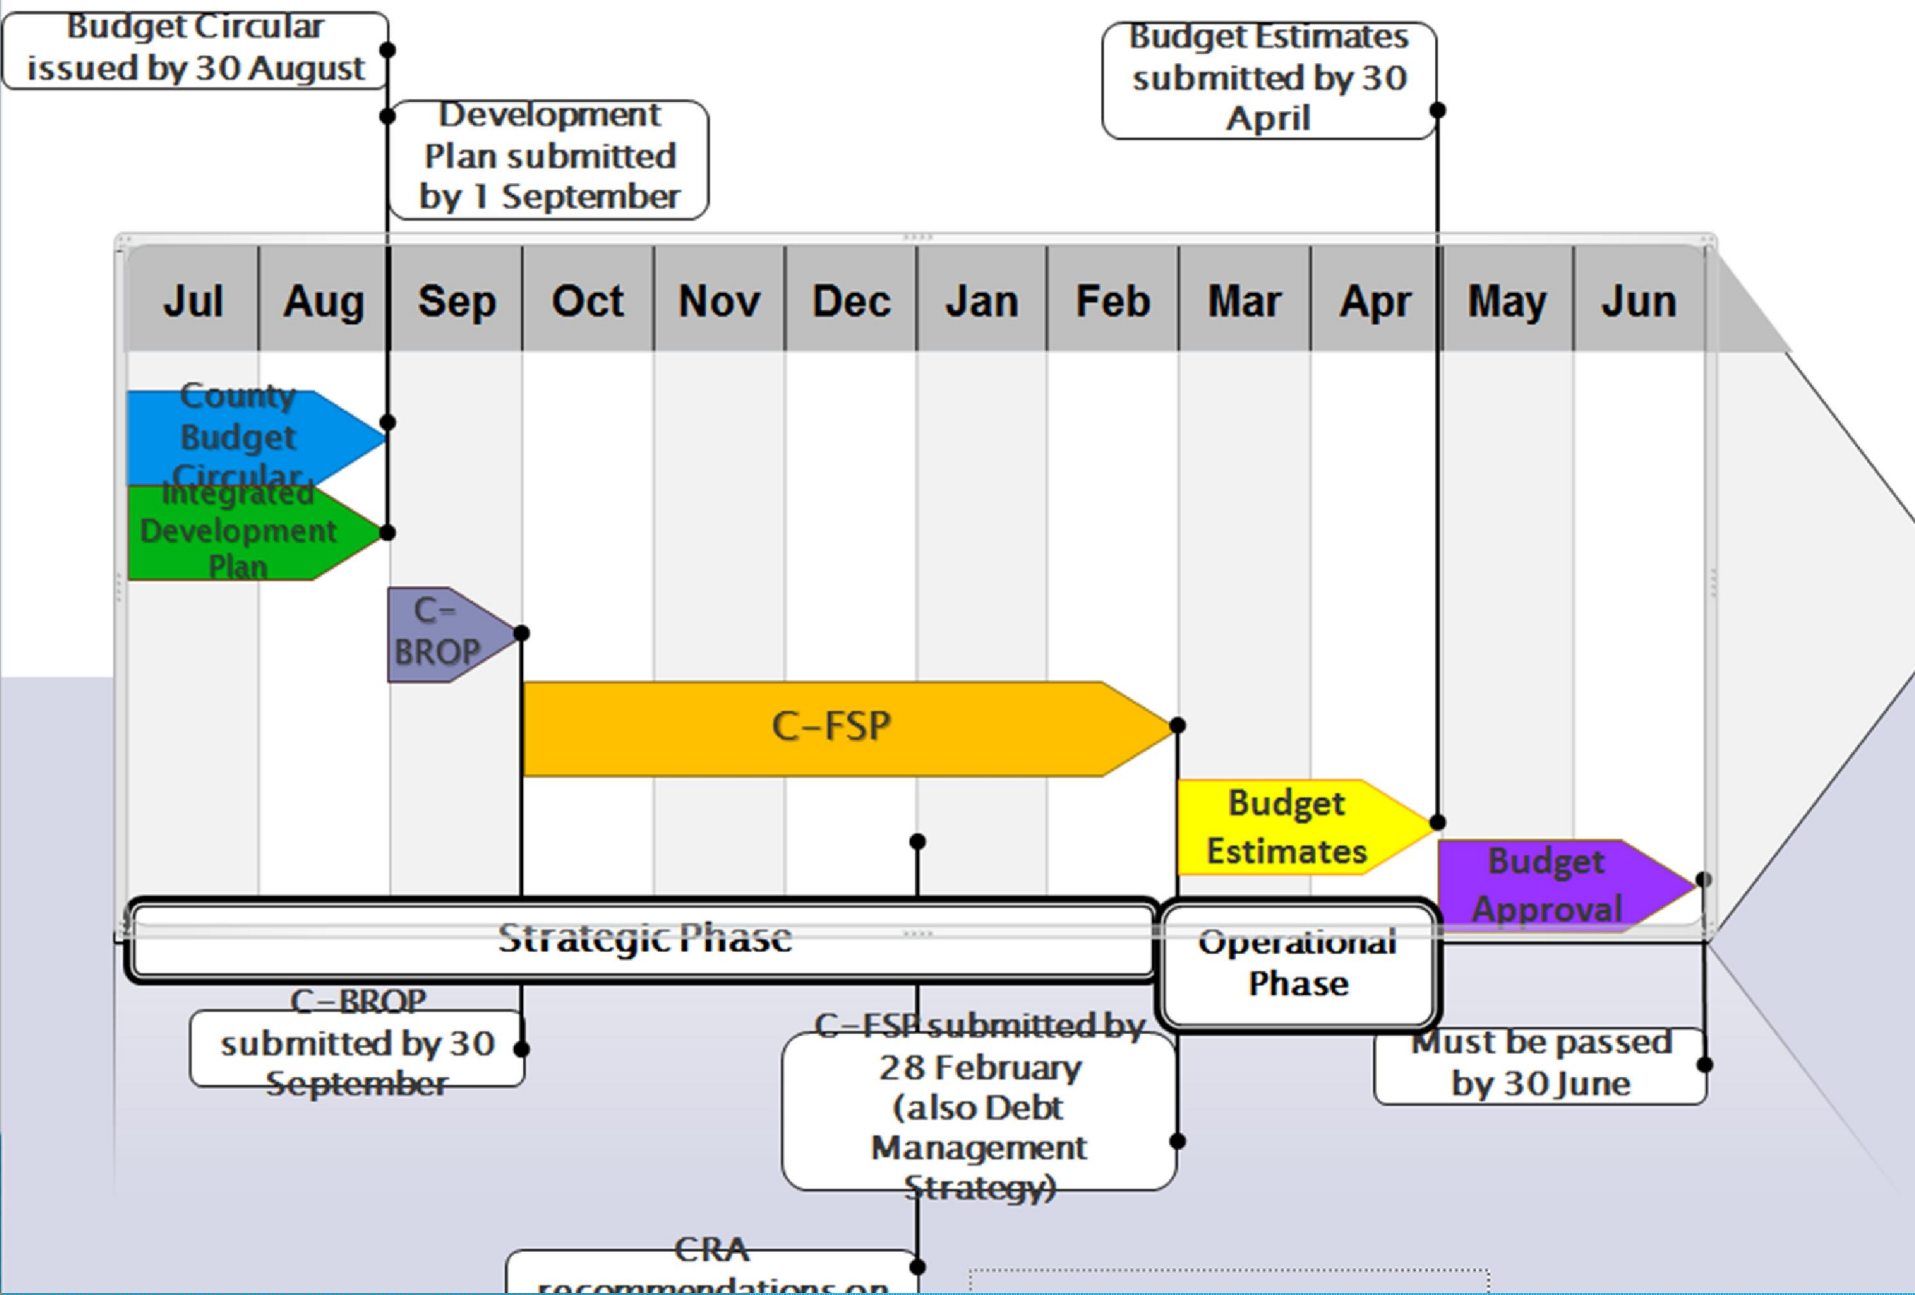 Budget Circular
issued by 30 August
Development
Plan submitted
by 1 September
Budget Estimates
submitted by 30
April
Jul Aug Sep Oct Nov Dec Jan Feb Mar Apr May Jun
County
Budget
Circular
Integrated
Development
Plan
C-
BROP
C-FSP
Budget
Estimates
Budget
Approval
Strategic Phase
Operational
Phase
C-BROP
submitted by 30
September
C-FSP submitted by
28 February
(also Debt
Management
Strategy)
Must be passed
by 30 June
CRA
recommendations on